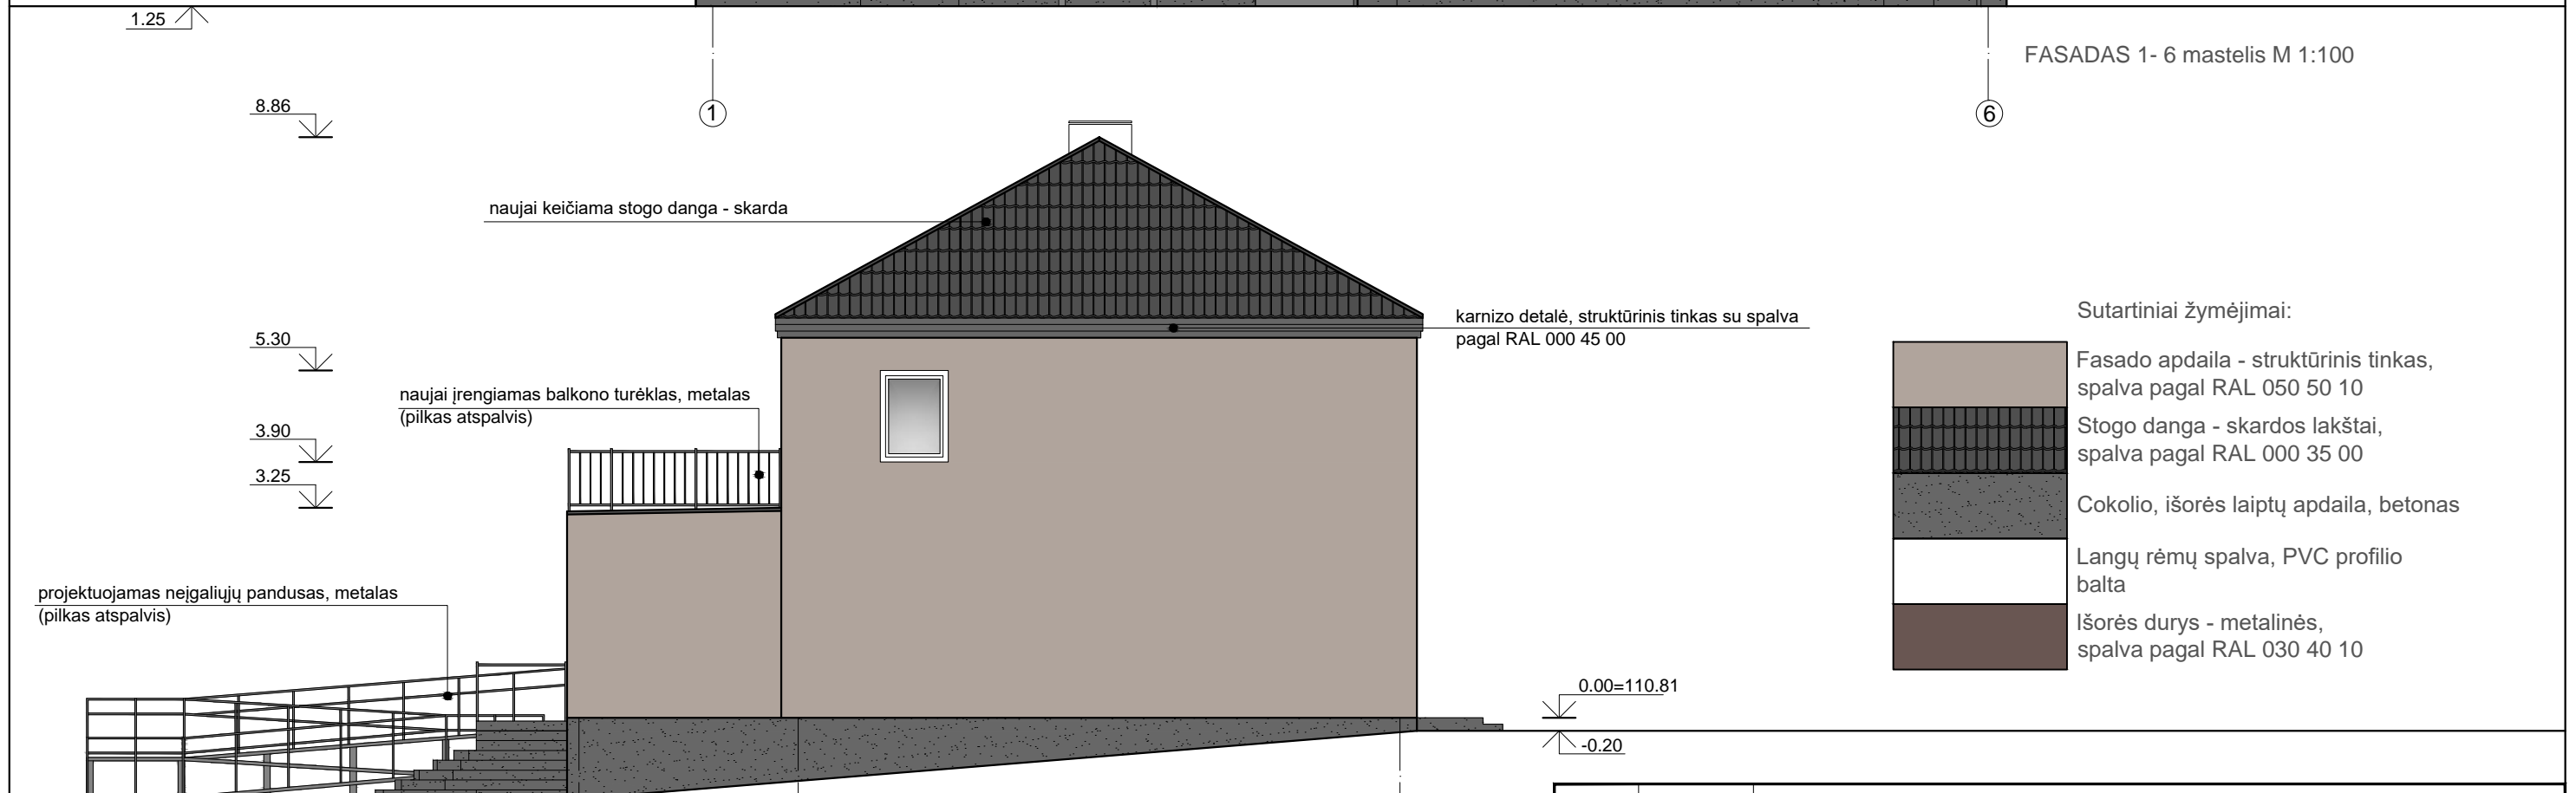 1.25
FASADAS 1- 6 mastelis M 1:100
8.86
1
6
naujai keičiama stogo danga - skarda
Sutartiniai žymėjimai:
karnizo detalė, struktūrinis tinkas su spalva
pagal RAL 000 45 00
5.30
Fasado apdaila - struktūrinis tinkas,
spalva pagal RAL 050 50 10
naujai įrengiamas balkono turėklas, metalas
(pilkas atspalvis)
3.90
Stogo danga - skardos lakštai,
spalva pagal RAL 000 35 00
3.25
Cokolio, išorės laiptų apdaila, betonas
Langų rėmų spalva, PVC profilio
balta
projektuojamas neįgaliųjų pandusas, metalas
(pilkas atspalvis)
Išorės durys - metalinės,
spalva pagal RAL 030 40 10
0.00=110.81
-0.20